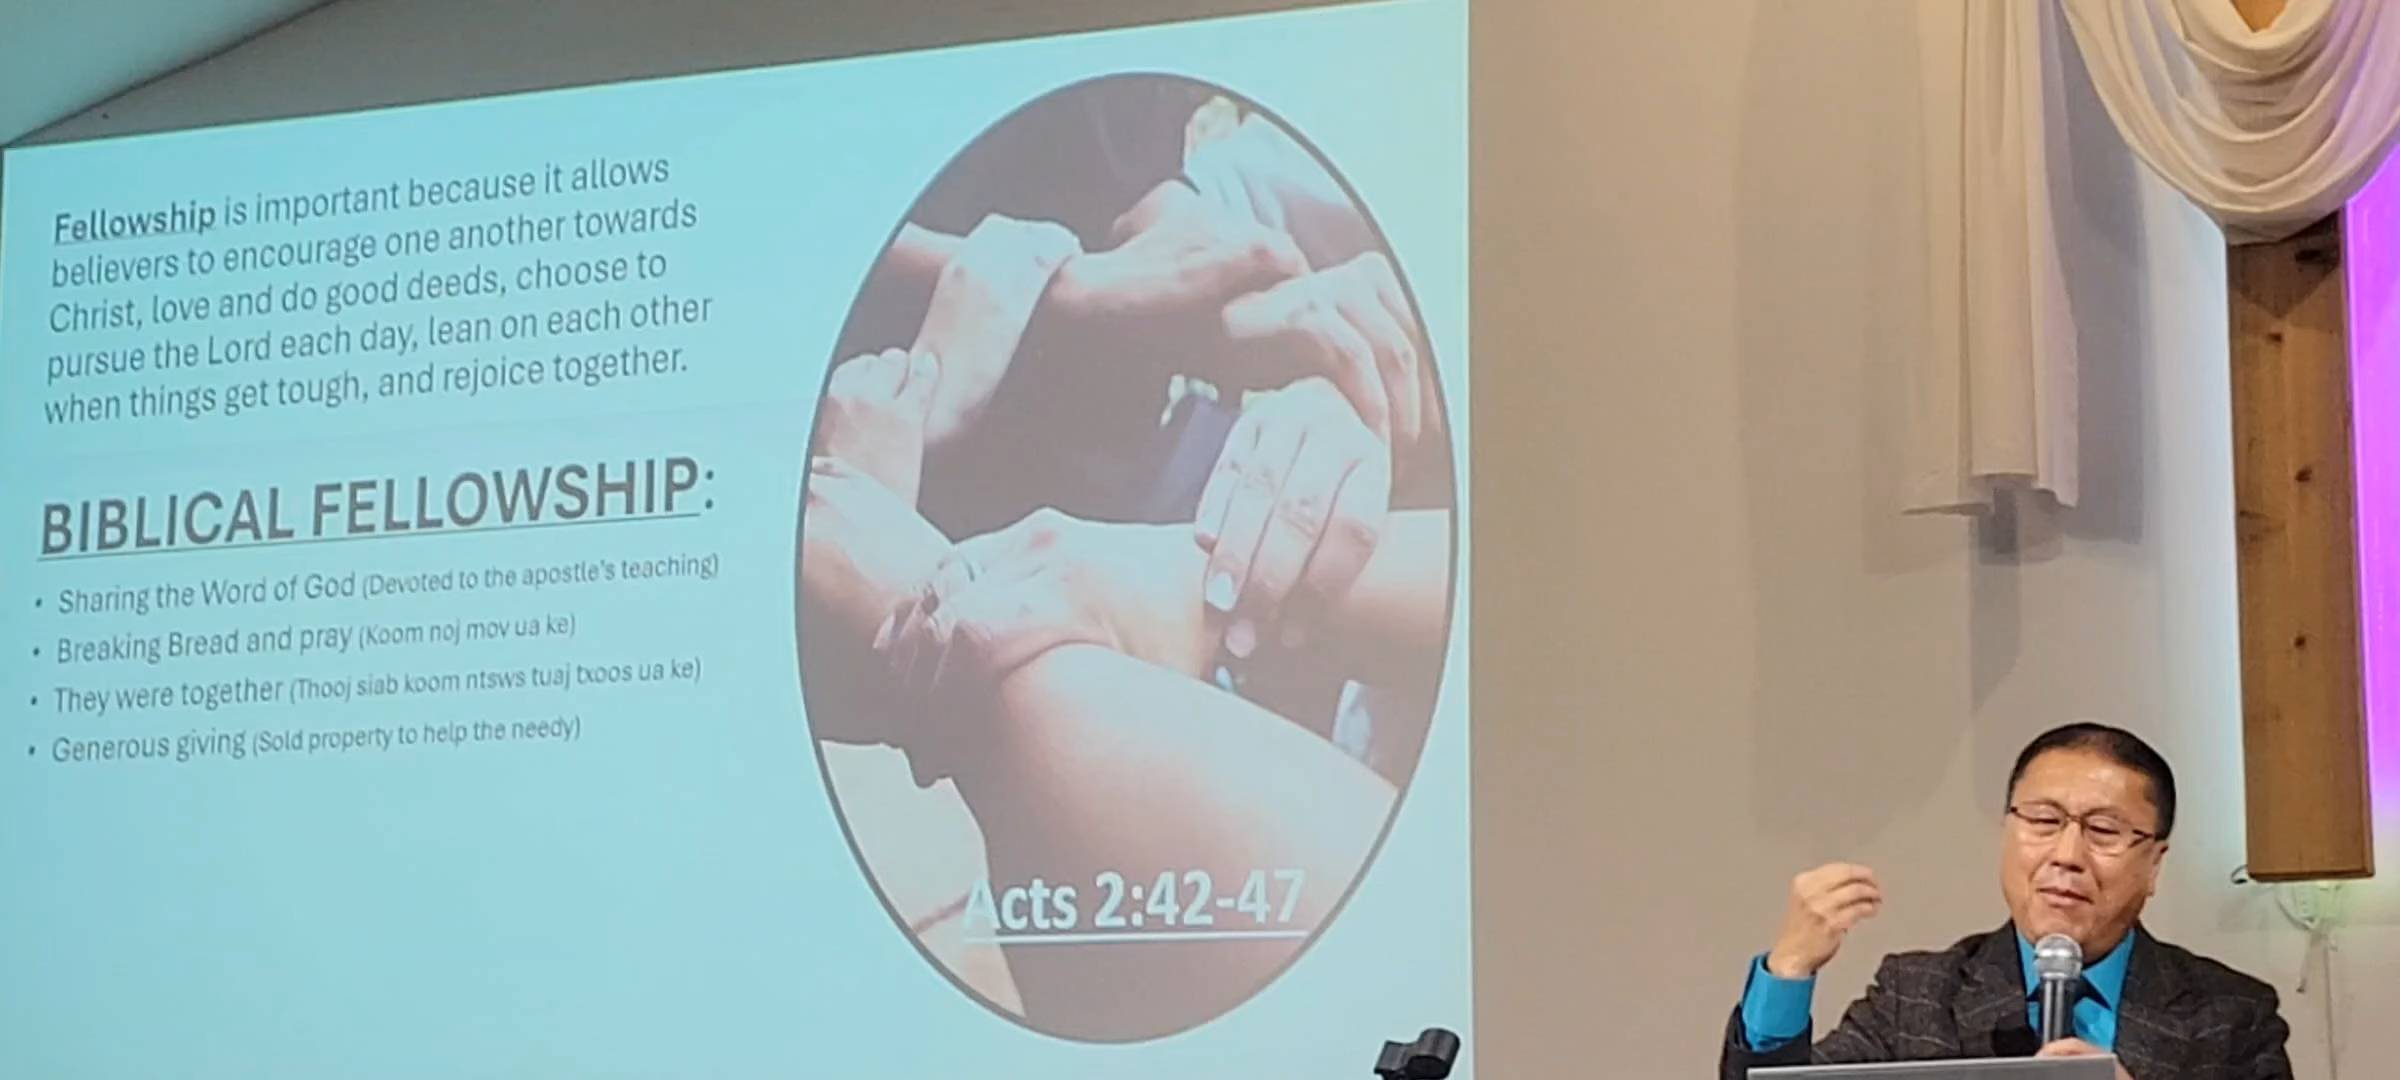 Fellowship is important because it allows
believers to encourage one another towards
Christ, love and do good deeds, choose to
pursue the Lord each day, lean on each other
when things get tough, and rejoice together.
BIBLICAL FELLOWSHIP:
• Sharing the Word of God (Devoted to the apostle's teaching)
• Breaking Bread and pray (Koom noj mov ua ke)
• They were together (Thooj siab koom ntsws tuaj txoos ua ke)
• Generous giving (Sold property to help the needy)
Acts 2:42-47